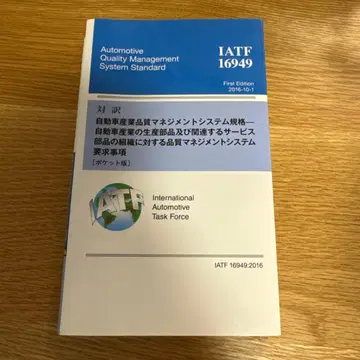 Automotive
Quality Management
System Standard
IATF
16949
First Edition
2016-10-1
対訳
自動車産業品質マネジメントシステム規格—
自動車産業の生産部品及び関連するサービス
部品の組織に対する品質マネジメントシステム
要求事項
[ポケット版]
IATF
International
Automotive
Task Force
IATF 16949:2016